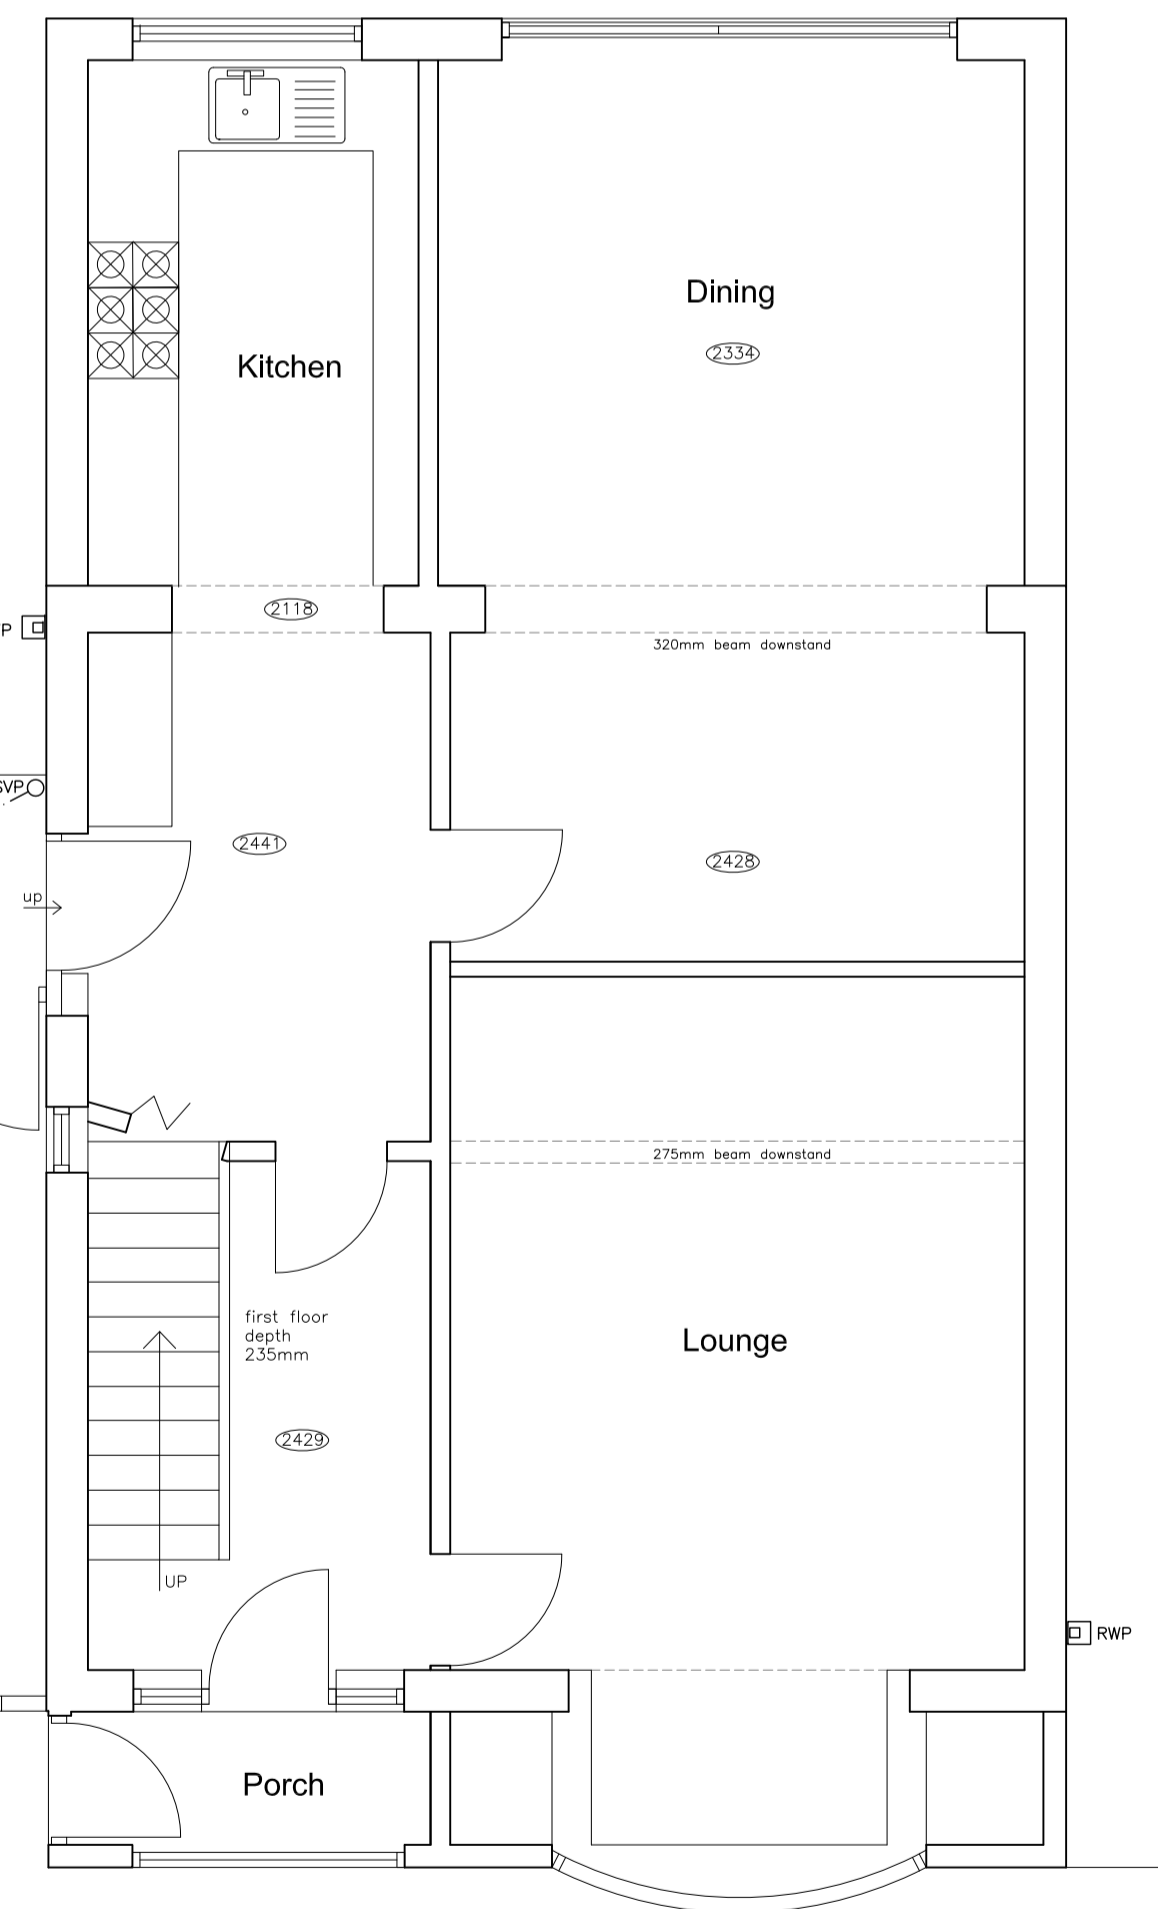 Dining
2334
Kitchen
2118
P
320mm beam downstand
SVP
2441
2428
up
275mm beam downstand
first floor
depth
235mm
Lounge
2429
UP
RWP
Porch